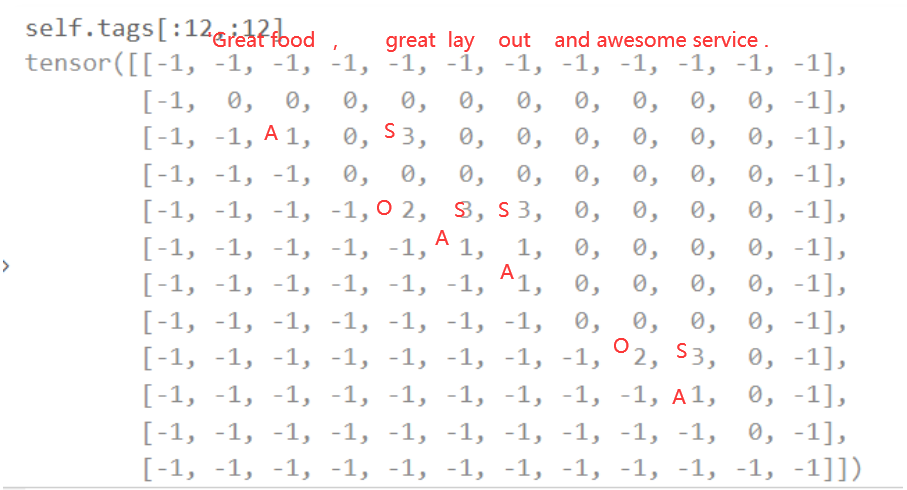 self.tags[:12,:12]
Great food , great lay out and awesome service .
tensor([[-1, -1, -1, -1, -1, -1, -1, -1, -1, -1, -1, -1],
[-1, 0, 0, 0, 0, 0, 0, 0, 0, 0, 0, -1],
[-1, -1, A 1, 0, S 3, 0, 0, 0, 0, 0, 0, -1],
[-1, -1, -1, 0, 0, 0, 0, 0, 0, 0, 0, -1],
[-1, -1, -1, -1, O 2, S 3, S 3, 0, 0, 0, 0, -1],
[-1, -1, -1, -1, -1, A 1, 1, 0, 0, 0, 0, -1],
[-1, -1, -1, -1, -1, -1, A 1, 0, 0, 0, 0, -1],
[-1, -1, -1, -1, -1, -1, -1, 0, 0, 0, 0, -1],
[-1, -1, -1, -1, -1, -1, -1, -1, O 2, S 3, 0, -1],
[-1, -1, -1, -1, -1, -1, -1, -1, -1, A 1, 0, -1],
[-1, -1, -1, -1, -1, -1, -1, -1, -1, -1, 0, -1],
[-1, -1, -1, -1, -1, -1, -1, -1, -1, -1, -1, -1]])